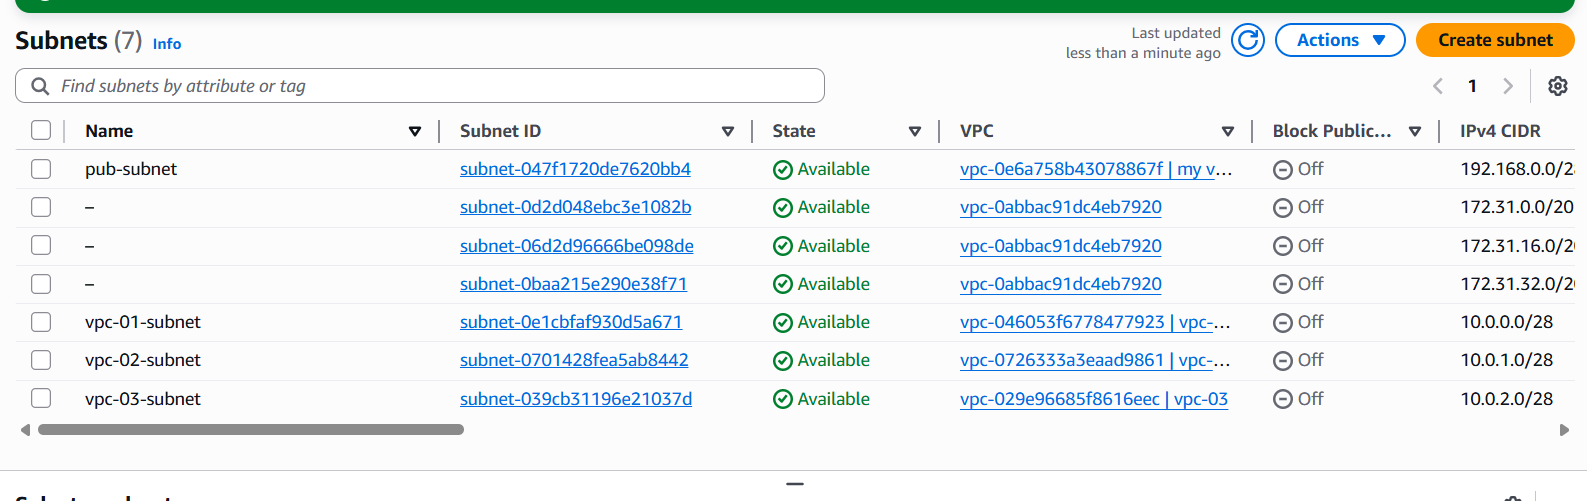 Subnets (7) Info
Last updated
less than a minute ago
Actions
Create subnet
Find subnets by attribute or tag
1
Name Subnet ID State VPC Block Public... IPv4 CIDR
pub-subnet subnet-047f1720de7620bb4 Available vpc-0e6a758b43078867f | my v... Off 192.168.0.0/2
– subnet-0d2d048ebc3e1082b Available vpc-0abbac91dc4eb7920 Off 172.31.0.0/20
– subnet-06d2d96666be098de Available vpc-0abbac91dc4eb7920 Off 172.31.16.0/2
– subnet-0baa215e290e38f71 Available vpc-0abbac91dc4eb7920 Off 172.31.32.0/2
vpc-01-subnet subnet-0e1cbfaf930d5a671 Available vpc-046053f6778477923 | vpc-... Off 10.0.0.0/28
vpc-02-subnet subnet-0701428fea5ab8442 Available vpc-0726333a3eaad9861 | vpc-... Off 10.0.1.0/28
vpc-03-subnet subnet-039cb31196e21037d Available vpc-029e96685f8616eec | vpc-03 Off 10.0.2.0/28